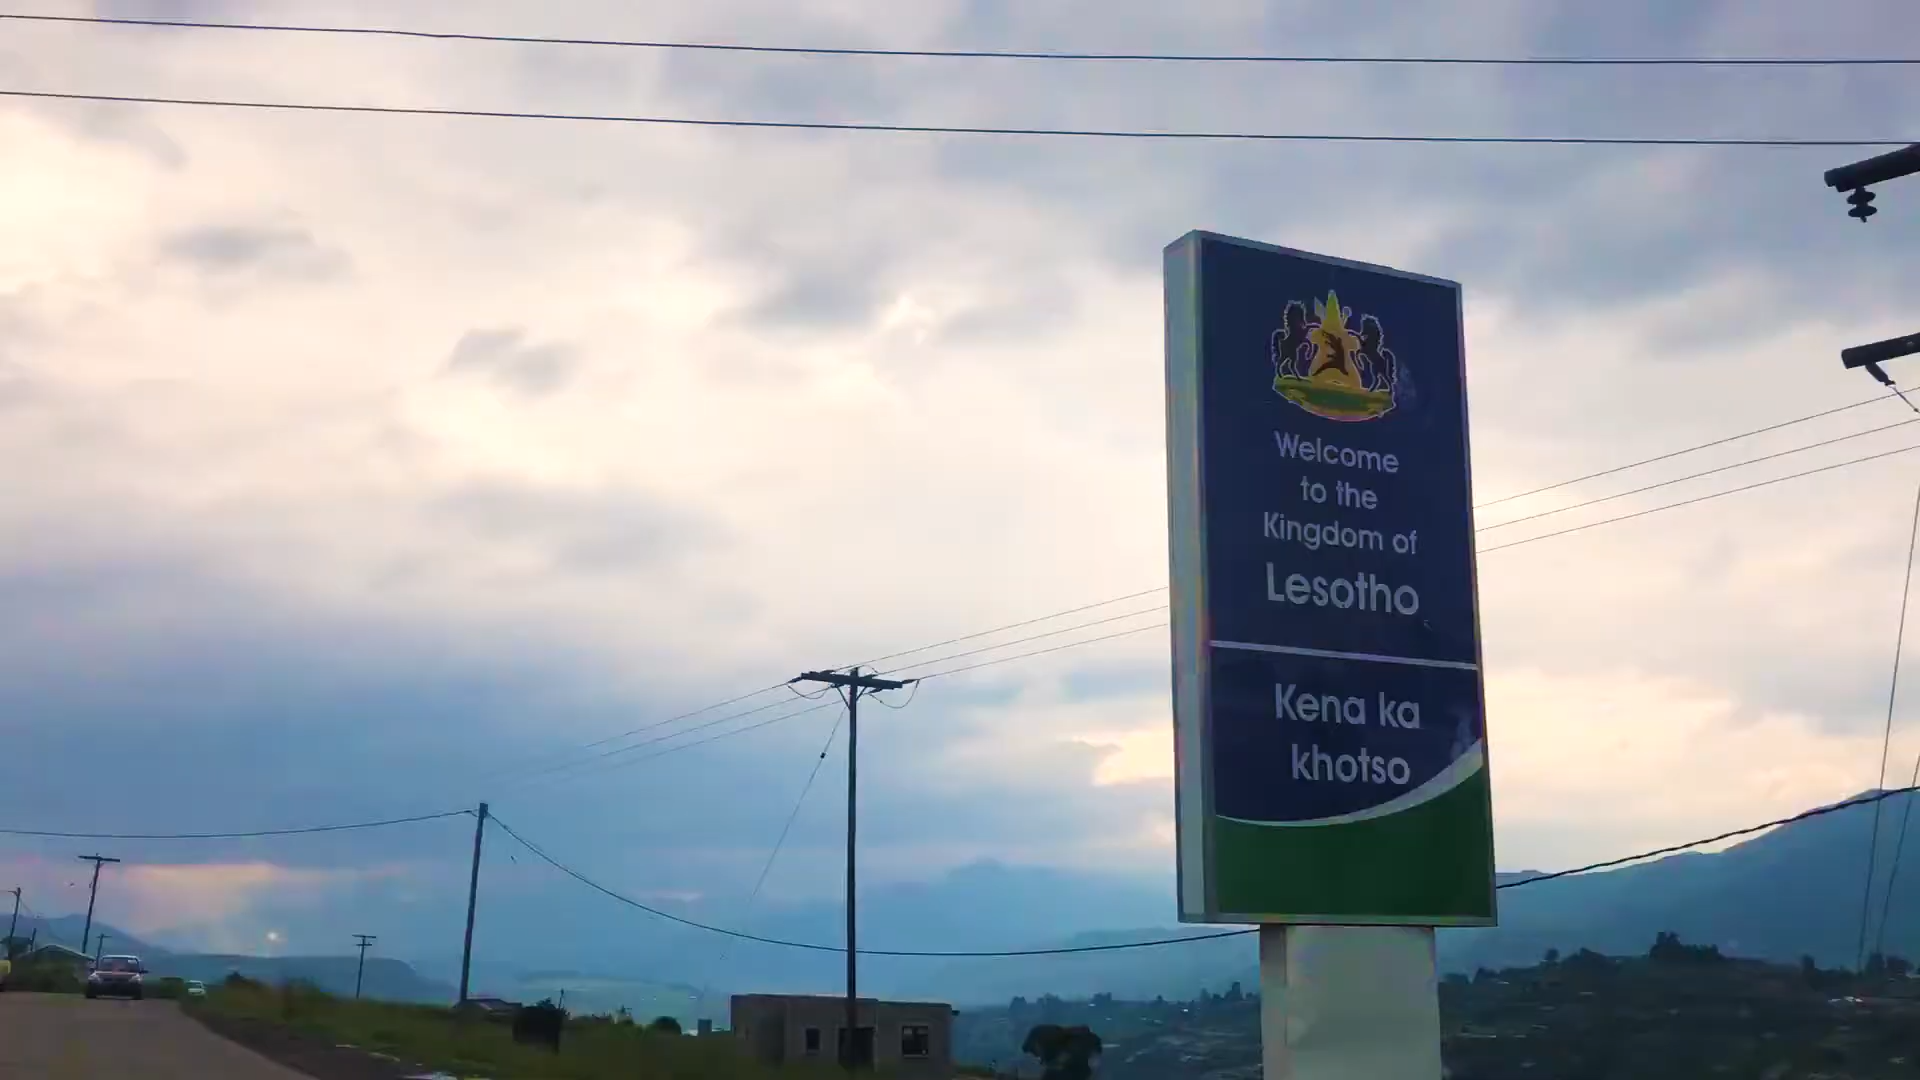 Welcome
to the
Kingdom of
Lesotho
Kena ka
khotso